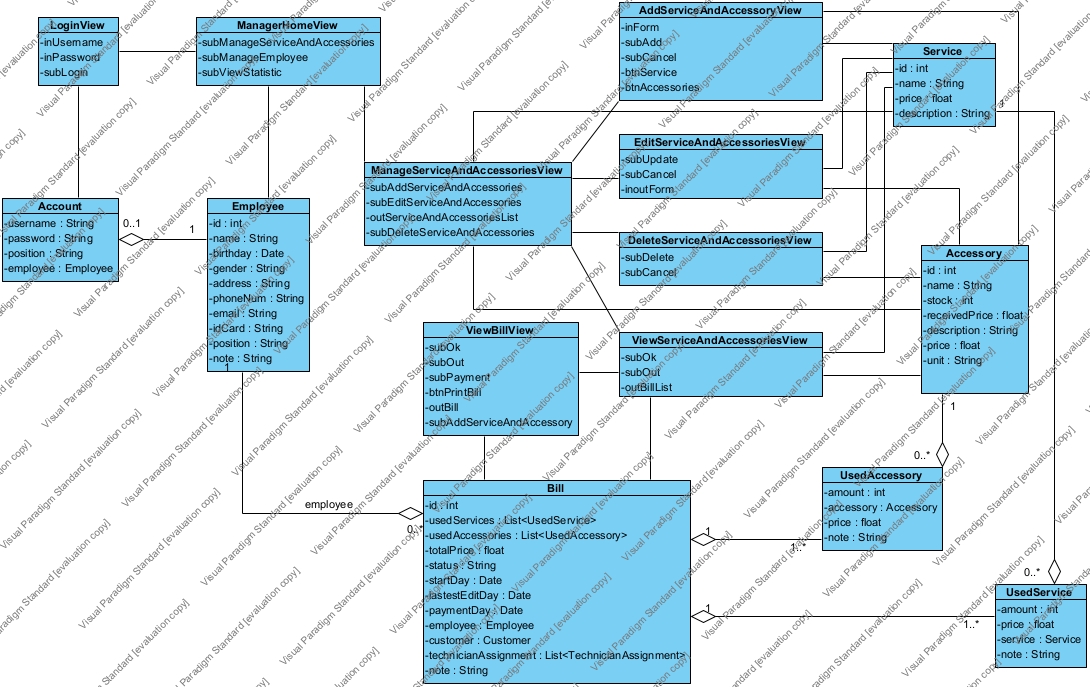 LoginView
-inUsername
-inPassword
-subLogin
ManagerHomeView
-subManageServiceAndAccessories
-subManageEmployee
-subViewStatistic
AddServiceAndAccessoryView
-inForm
-subAdd
-subCancel
-btnService
-btnAccessories
Service
-id : int
-name : String
-price : float
-description : String
EditServiceAndAccessoriesView
-subUpdate
-subCancel
-inoutForm
ManageServiceAndAccessoriesView
-subAddServiceAndAccessories
-subEditServiceAndAccessories
-outServiceAndAccessoriesList
-subDeleteServiceAndAccessories
Account
-username : String
-password : String
-position : String
-employee : Employee
0..1
1
Employee
-id : int
-name : String
-birthday : Date
-gender : String
-address : String
-phoneNum : String
-email : String
-idCard : String
-position : String
-note : String
1
DeleteServiceAndAccessoriesView
-subDelete
-subCancel
Accessory
-id : int
-name : String
-stock : int
-receivedPrice : float
-description : String
-price : float
-unit : String
ViewBillView
-subOk
-subOut
-subPayment
-btnPrintBill
-outBill
-subAddServiceAndAccessory
ViewServiceAndAccessoriesView
-subOk
-subOut
-outBillList
1
0..*
UsedAccessory
-amount : int
-accessory : Accessory
-price : float
-note : String
employee
Bill
-id : int
-usedServices : List<UsedService>
-usedAccessories : List<UsedAccessory>
-totalPrice : float
-status : String
-startDay : Date
-lastestEditDay : Date
-paymentDay : Date
-employee : Employee
-customer : Customer
-technicianAssignment : List<TechnicianAssignment>
-note : String
1
1..*
1
1..*
0..*
UsedService
-amount : int
-price : float
-service : Service
-note : String
Visual Paradigm Standard [evaluation copy]